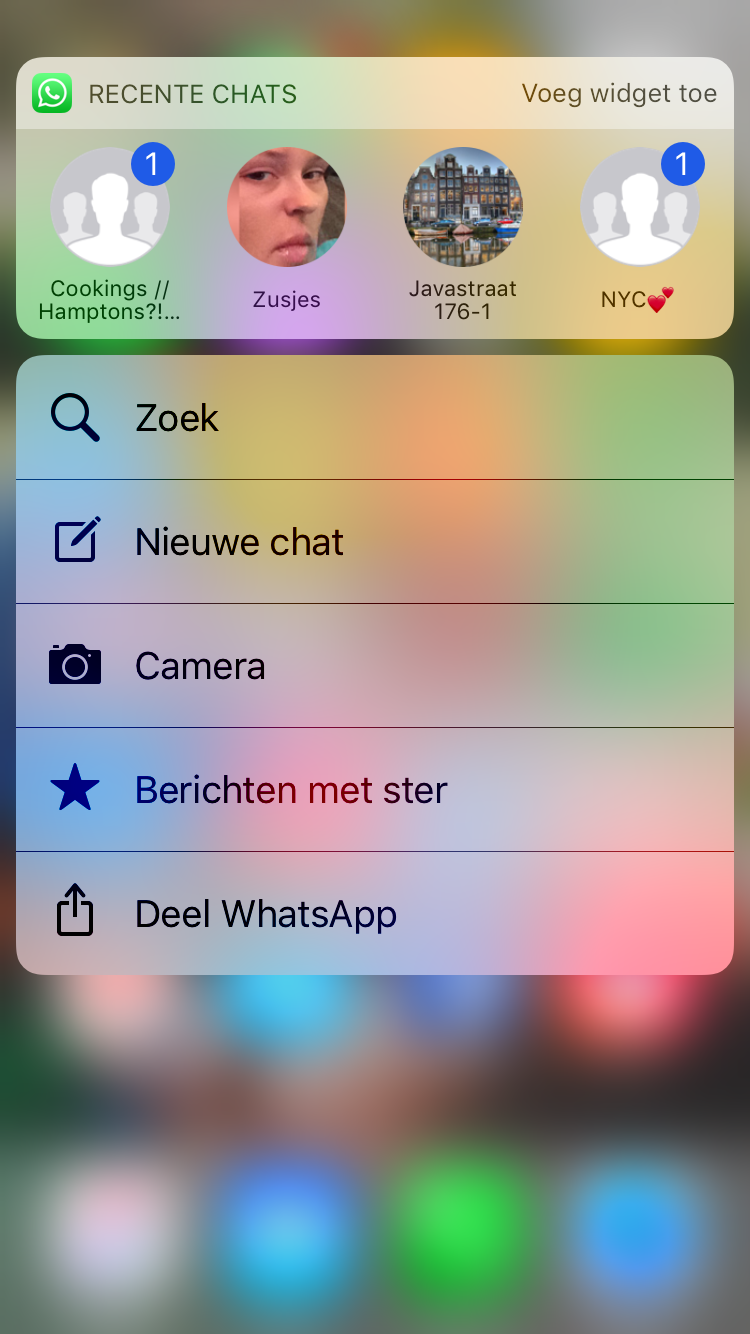 RECENTE CHATS Voeg widget toe
1 1
Cookings //
Hamptons?!...
Zusjes
Javastraat
176-1
NYC💕
Zoek
Nieuwe chat
Camera
Berichten met ster
Deel WhatsApp